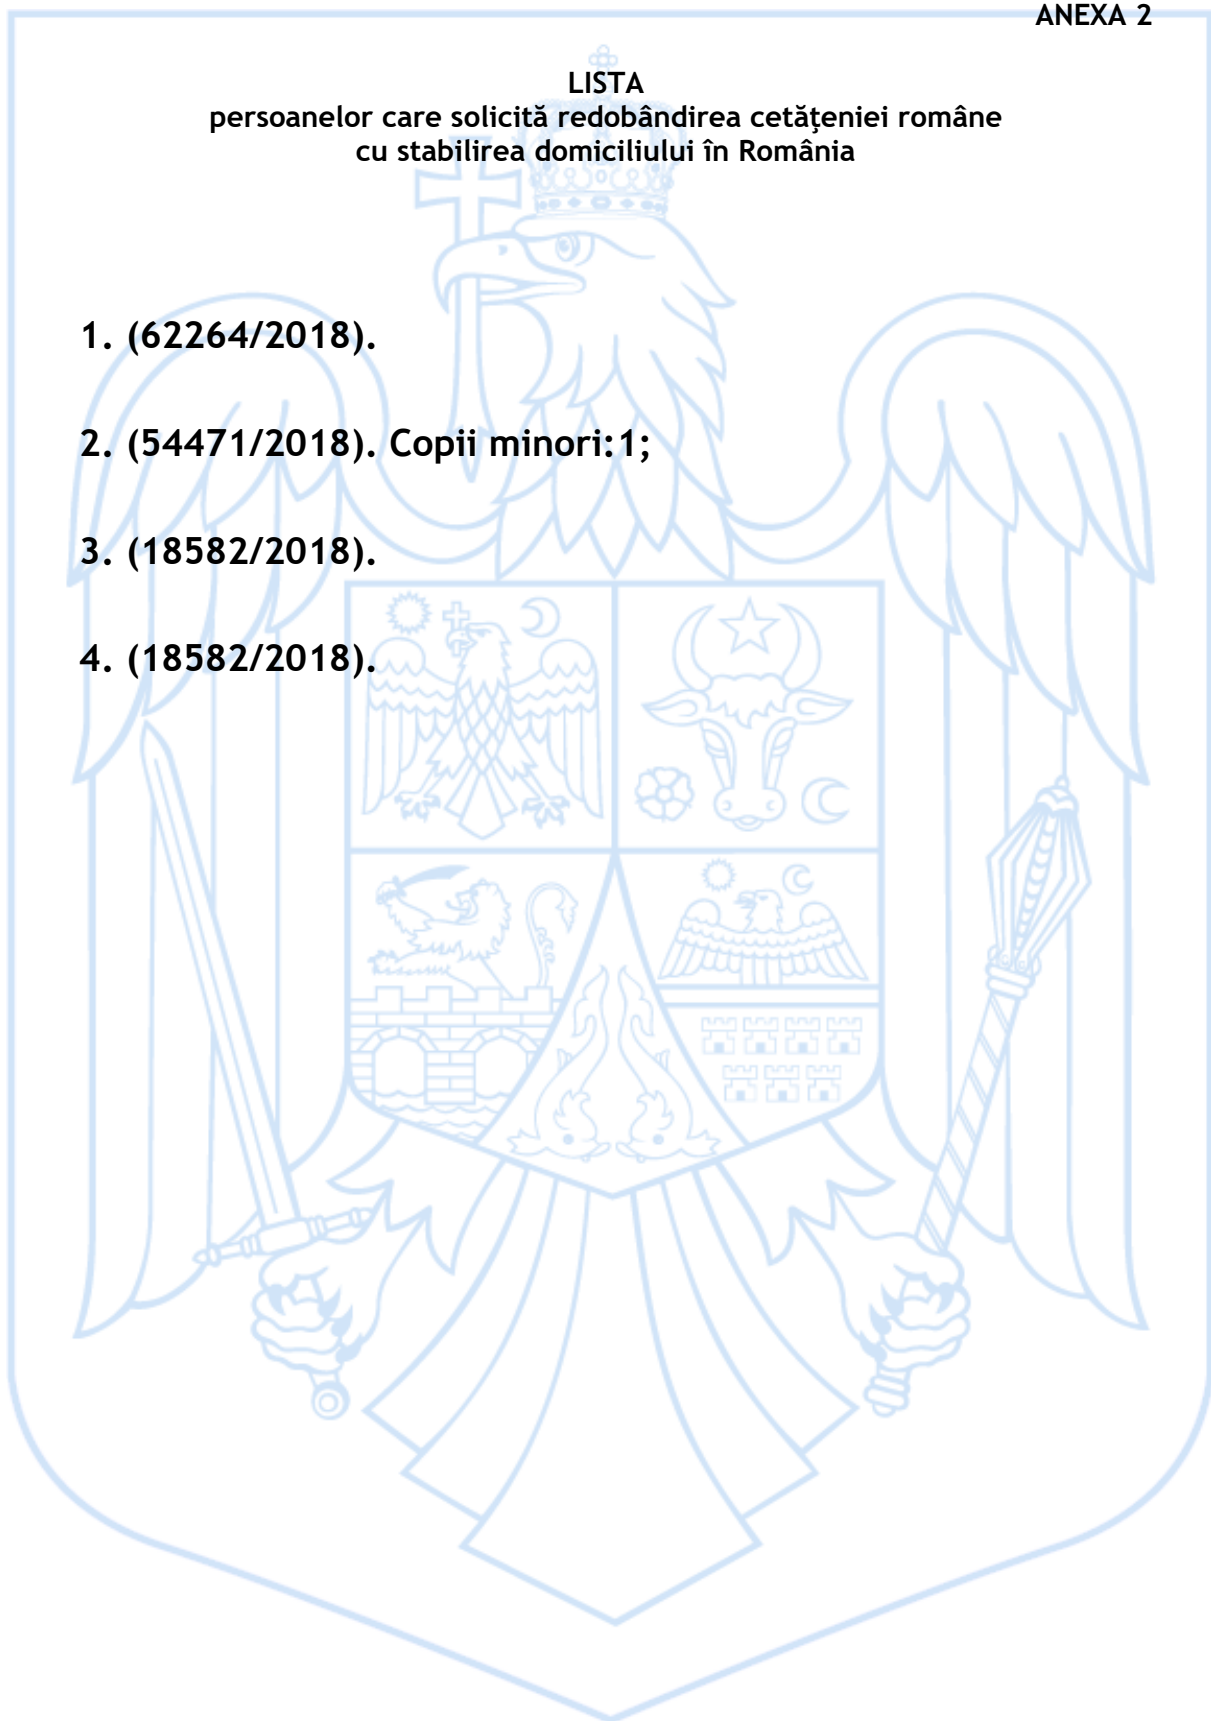 ANEXA 2
LISTA
persoanelor care solicită redobândirea cetăţeniei române
cu stabilirea domiciliului în România
1. (62264/2018).
2. (54471/2018). Copii minori:1;
3. (18582/2018).
4. (18582/2018).